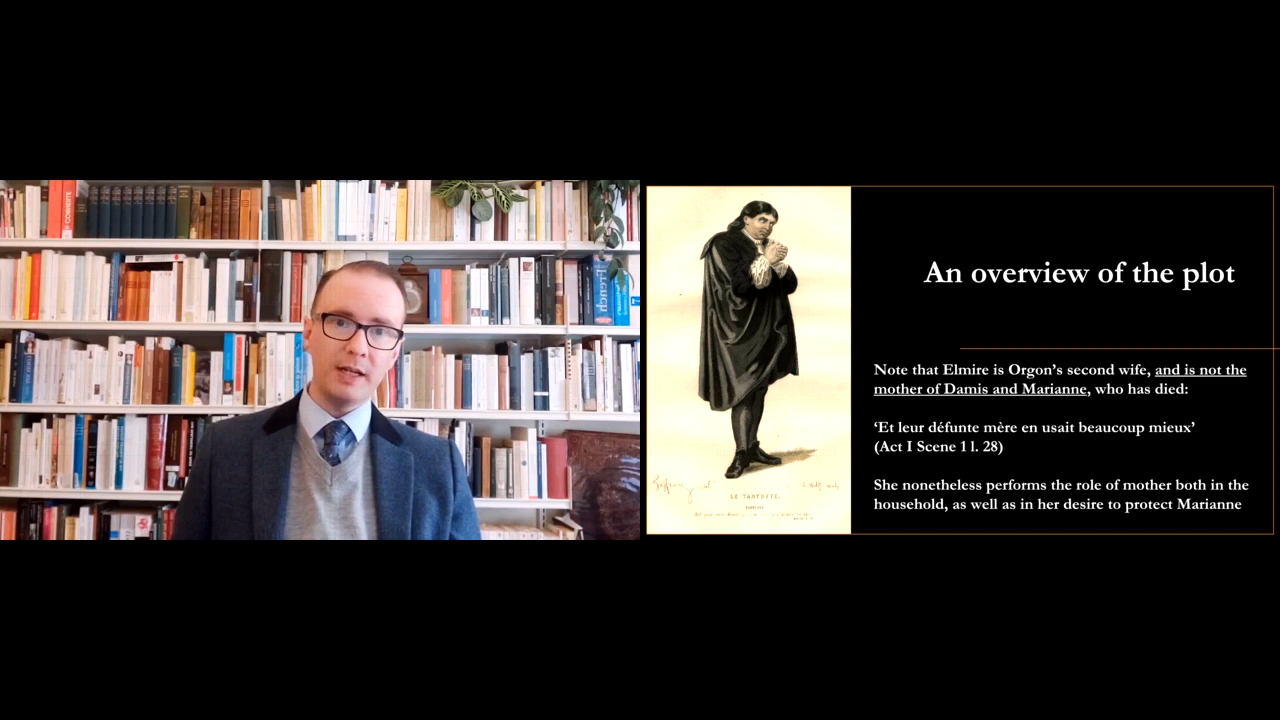 An overview of the plot
Note that Elmire is Orgon’s second wife, and is not the
mother of Damis and Marianne, who has died:
‘Et leur défunte mère en usait beaucoup mieux’
(Act I Scene 1 l. 28)
She nonetheless performs the role of mother both in the
household, as well as in her desire to protect Marianne
LE TARTUFFE.
French